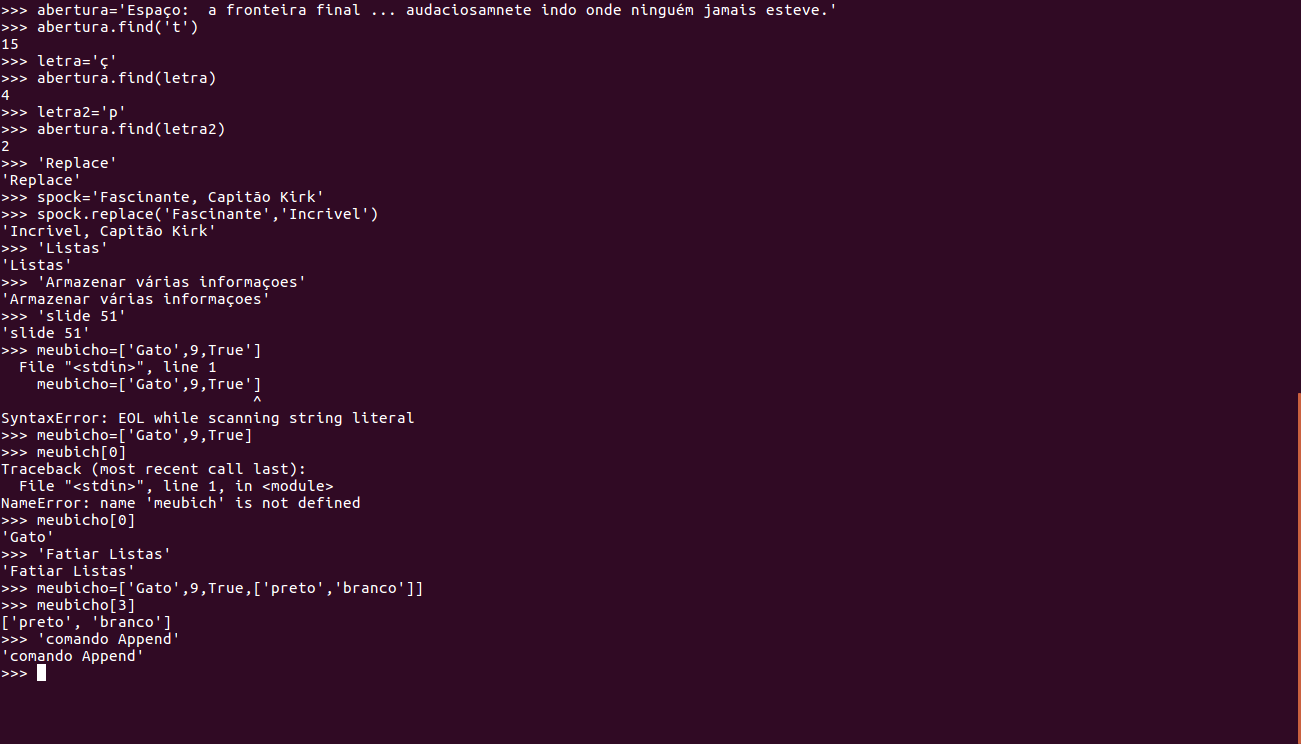 >>> abertura='Espaço:  a fronteira final ... audaciosamnete indo onde ninguém jamais esteve.'
>>> abertura.find('t')
15
>>> letra='ç'
>>> abertura.find(letra)
4
>>> letra2='p'
>>> abertura.find(letra2)
2
>>> 'Replace'
'Replace'
>>> spock='Fascinante, Capitão Kirk'
>>> spock.replace('Fascinante','Incrivel')
'Incrivel, Capitão Kirk'
>>> 'Listas'
'Listas'
>>> 'Armazenar várias informaçoes'
'Armazenar várias informaçoes'
>>> 'slide 51'
'slide 51'
>>> meubicho=['Gato',9,True']
  File "<stdin>", line 1
    meubicho=['Gato',9,True']
                            ^
SyntaxError: EOL while scanning string literal
>>> meubicho=['Gato',9,True]
>>> meubich[0]
Traceback (most recent call last):
  File "<stdin>", line 1, in <module>
NameError: name 'meubich' is not defined
>>> meubicho[0]
'Gato'
>>> 'Fatiar Listas'
'Fatiar Listas'
>>> meubicho=['Gato',9,True,['preto','branco']]
>>> meubicho[3]
['preto', 'branco']
>>> 'comando Append'
'comando Append'
>>>